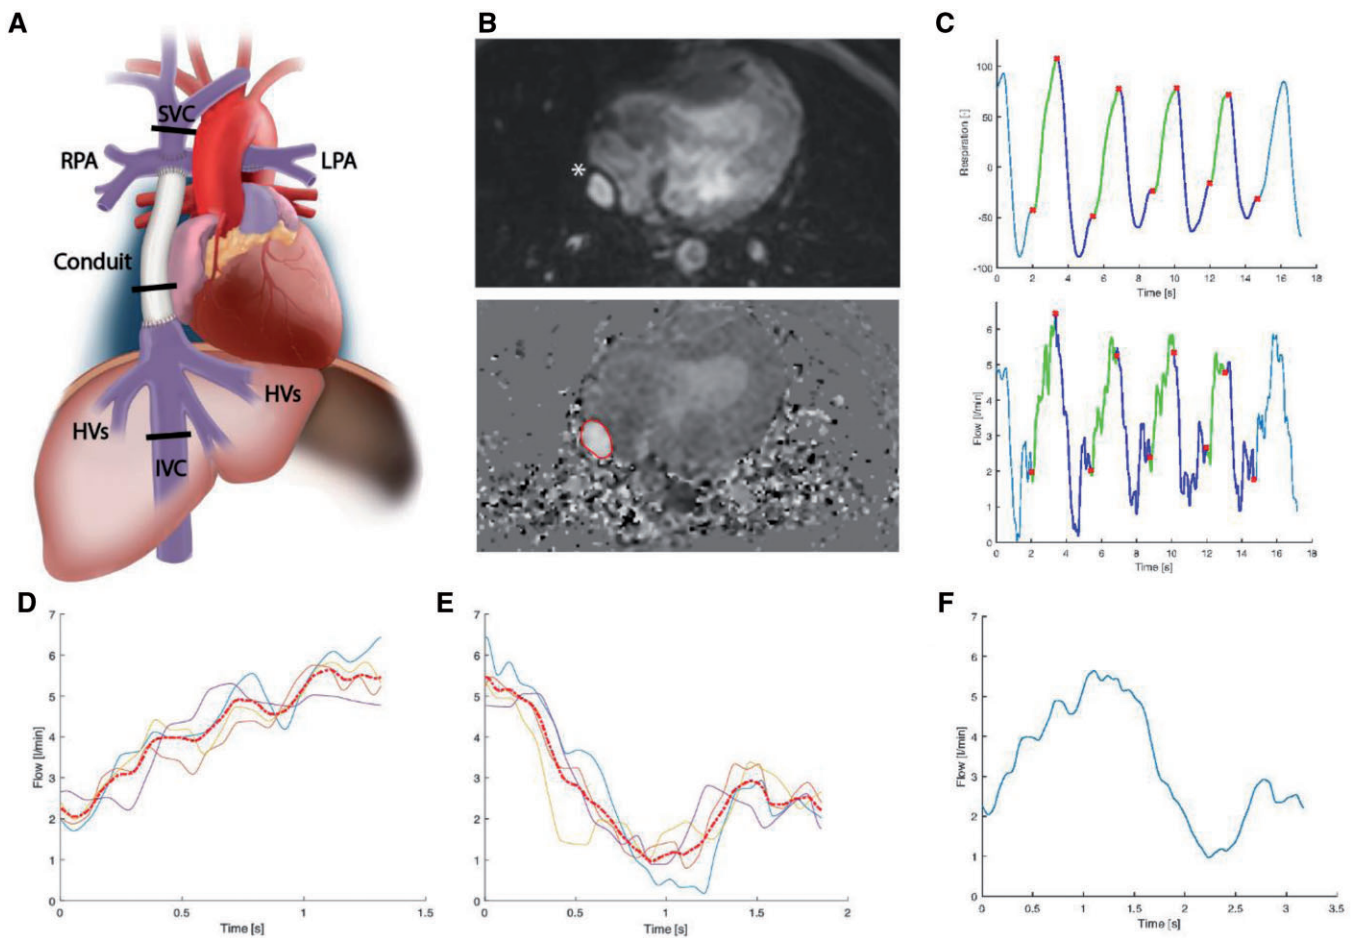 A
SVC
RPA
LPA
Conduit
HVs
HVs
IVC
B
*
C
Respiration [-]
100
50
0
-50
-100
0 2 4 6 8 10 12 14 16 18
Time [s]
Flow [l/min]
6
5
4
3
2
1
0
0 2 4 6 8 10 12 14 16 18
Time [s]
D
Flow [l/min]
7
6
5
4
3
2
1
0
0 0.5 1 1.5
Time [s]
E
7
6
5
4
3
2
1
0
0 0.5 1 1.5 2
Time [s]
F
Flow [l/min]
7
6
5
4
3
2
1
0
0 0.5 1 1.5 2 2.5 3 3.5
Time [s]